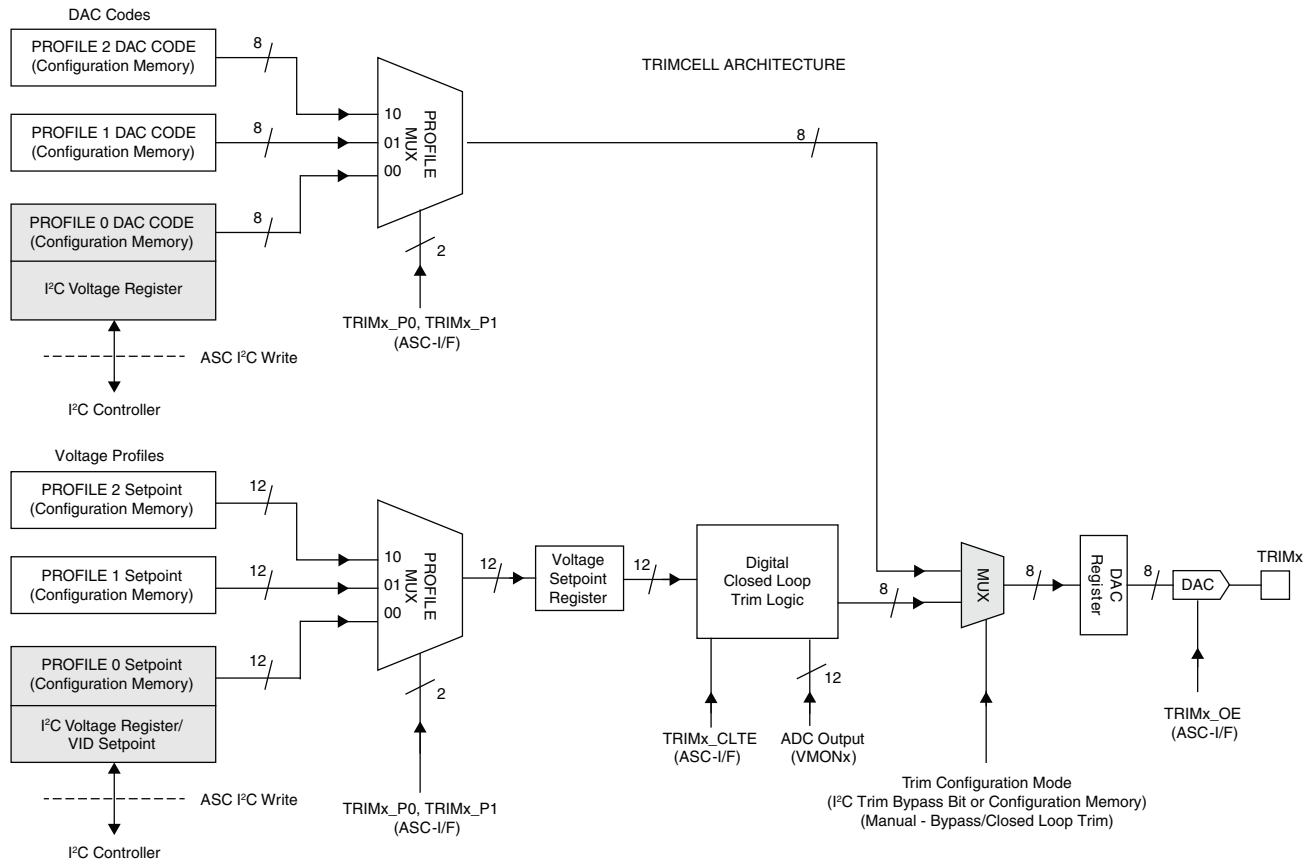 DAC Codes
PROFILE 2 DAC CODE
(Configuration Memory)
8
TRIMCELL ARCHITECTURE
PROFILE 1 DAC CODE
(Configuration Memory)
8
10
01
00
PROFILE
MUX
8
PROFILE 0 DAC CODE
(Configuration Memory)
8
I²C Voltage Register
2
TRIMx_P0, TRIMx_P1
(ASC-I/F)
ASC I²C Write
I²C Controller
Voltage Profiles
PROFILE 2 Setpoint
(Configuration Memory)
12
PROFILE 1 Setpoint
(Configuration Memory)
12
10
01
00
PROFILE
MUX
12
Voltage
Setpoint
Register
12
Digital
Closed Loop
Trim Logic
8
MUX
8
DAC
Register
8
DAC
TRIMx
PROFILE 0 Setpoint
(Configuration Memory)
12
I²C Voltage Register/
VID Setpoint
2
12
TRIMx_CLTE
(ASC-I/F)
ADC Output
(VMONx)
TRIMx_OE
(ASC-I/F)
Trim Configuration Mode
(I²C Trim Bypass Bit or Configuration Memory)
(Manual - Bypass/Closed Loop Trim)
ASC I²C Write
TRIMx_P0, TRIMx_P1
(ASC-I/F)
I²C Controller